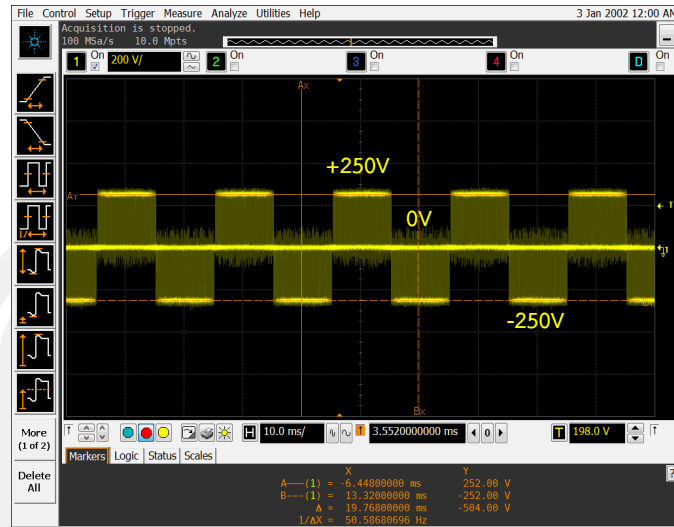 File Control Setup Trigger Measure Analyze Utilities Help 3 Jan 2002 12:00 AM
Acquisition is stopped.
100 MSa/s 10.0 Mpts
1 On 200 V/ 2 On 3 On 4 On D On
Ax
+250V
Ay
T
0V
1
-250V
Bx
More
(1 of 2)
Delete
All
H 10.0 ms/ 3.5520000000 ms 0 T 198.0 V
Markers Logic Status Scales
X Y
A——(1) = -6.44800000 ms 252.00 V
B---(1) = 13.32000000 ms -252.00 V
Δ = 19.76800000 ms -504.00 V
1/ΔX = 50.58680696 Hz
?